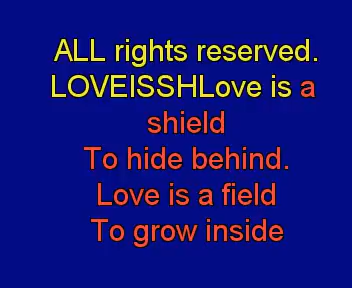 ALL rights reserved.
LOVEISSHLove is a
shield
To hide behind.
Love is a field
To grow inside